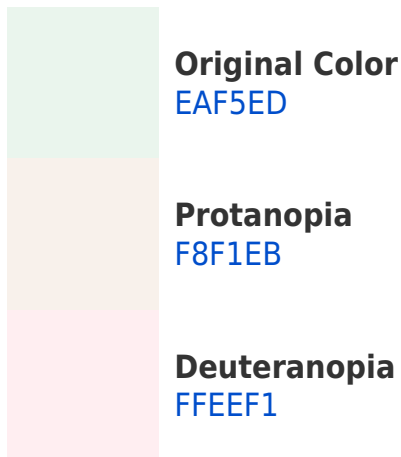 Original Color
EAF5ED
Protanopia
F8F1EB
Deuteranopia
FFEEF1